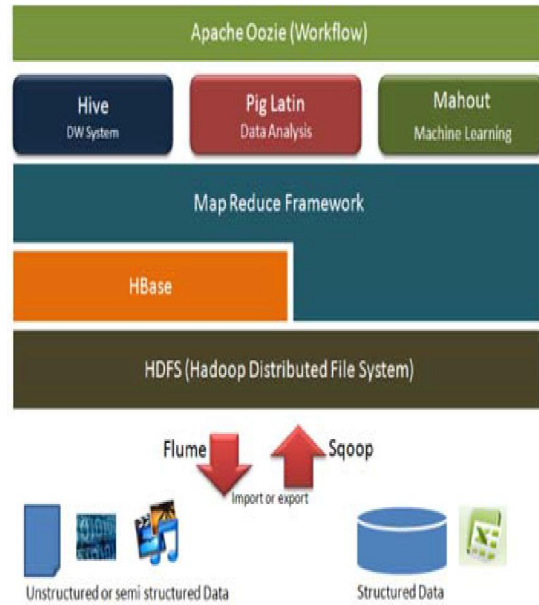 Apache Oozie (Workflow)
Hive
DW System
Pig Latin
Data Analysis
Mahout
Machine Learning
Map Reduce Framework
HBase
HDFS (Hadoop Distributed File System)
Flume
Sqoop
Import or export
Unstructured or semi structured Data
Structured Data